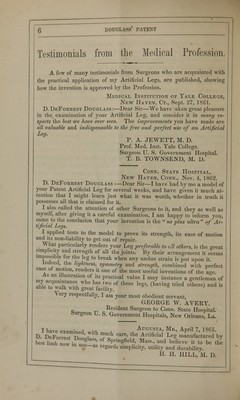 6 DOUGLASS' PATENT
Testimonials from the Medical Profession.
A few of many testimonials from Surgeons who are acquainted with
the practical application of my Artificial Legs, are published, showing
how the invention is approved by the Profession.
MEDICAL INSTITUTION OF YALE COLLEGE,
NEW HAVEN, CT., Sept. 27, 1861.
D. DEFORREST DOUGLASS—Dear Sir—We have taken great pleasure
in the examination of your Artificial Leg, and consider it in many re-
spects the best we have ever seen. The improvements you have made are
all valuable and indispensable to the free and perfect use of an Artificial
Leg.
P. A. JEWETT, M. D.
Prof. Med. Inst. Yale College.
Surgeon U. S. Government Hospital.
T. B. TOWNSEND, M. D.
CONN. STATE HOSPITAL,
NEW HAVEN, CONN., Nov. 4, 1862.
D. DEFORREST DOUGLASS—Dear Sir—I have had by me a model of
your Patent Artificial Leg for several weeks, and have given it much at-
tention that I might learn just what it was worth, whether in truth it
possesses all that is claimed for it.
I also called the attention of other Surgeons to it, and they as well as
myself, after giving it a careful examination, I am happy to inform you,
came to the conclusion that your invention is the "ne plus ultra" of Ar-
tificial Legs.
I applied tests to the model to prove its strength, its ease of motion
and its non-liability to get out of repair.
What particularly renders your Leg preferable to all others, is the great
simplicity and strength of all the joints. By their arrangement it seems
impossible for the leg to break when any undue strain is put upon it.
Indeed, the lightness, symmetry and strength, combined with perfect
ease of motion, renders it one of the most useful inventions of the age.
As an illustration of its practical value I may instance a gentleman of
my acquaintance who has two of these legs, (having tried others) and is
able to walk with great facility.
Very respectfully, I am your most obedient servant,
GEORGE W. AVERY.
Resident Surgeon to Conn. State Hospital.
Surgeon U. S. Government Hospitals, New Orleans, La.
AUGUSTA, ME., April 7, 1863.
I have examined, with much care, the Artificial Leg manufactured by
D. DeForrest Douglass, of Springfield, Mass., and believe it to be the
best limb now in use—as regards simplicity, utility and durability.
H. H. HILL, M. D.